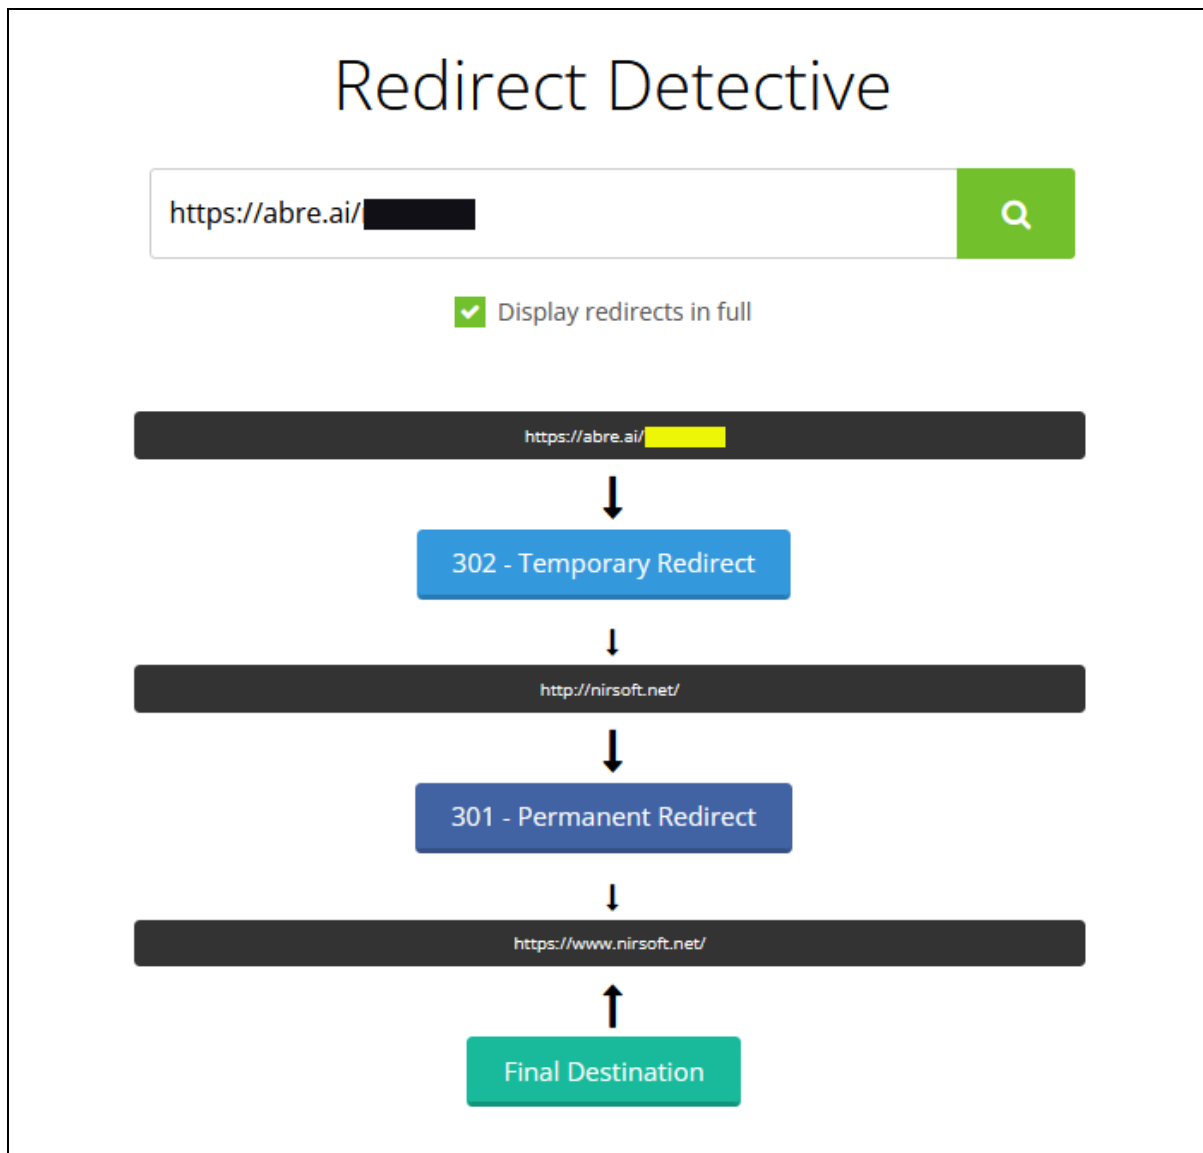 Redirect Detective
https://abre.ai/
Display redirects in full
https://abre.ai/
302 - Temporary Redirect
http://nirsoft.net/
301 - Permanent Redirect
https://www.nirsoft.net/
Final Destination